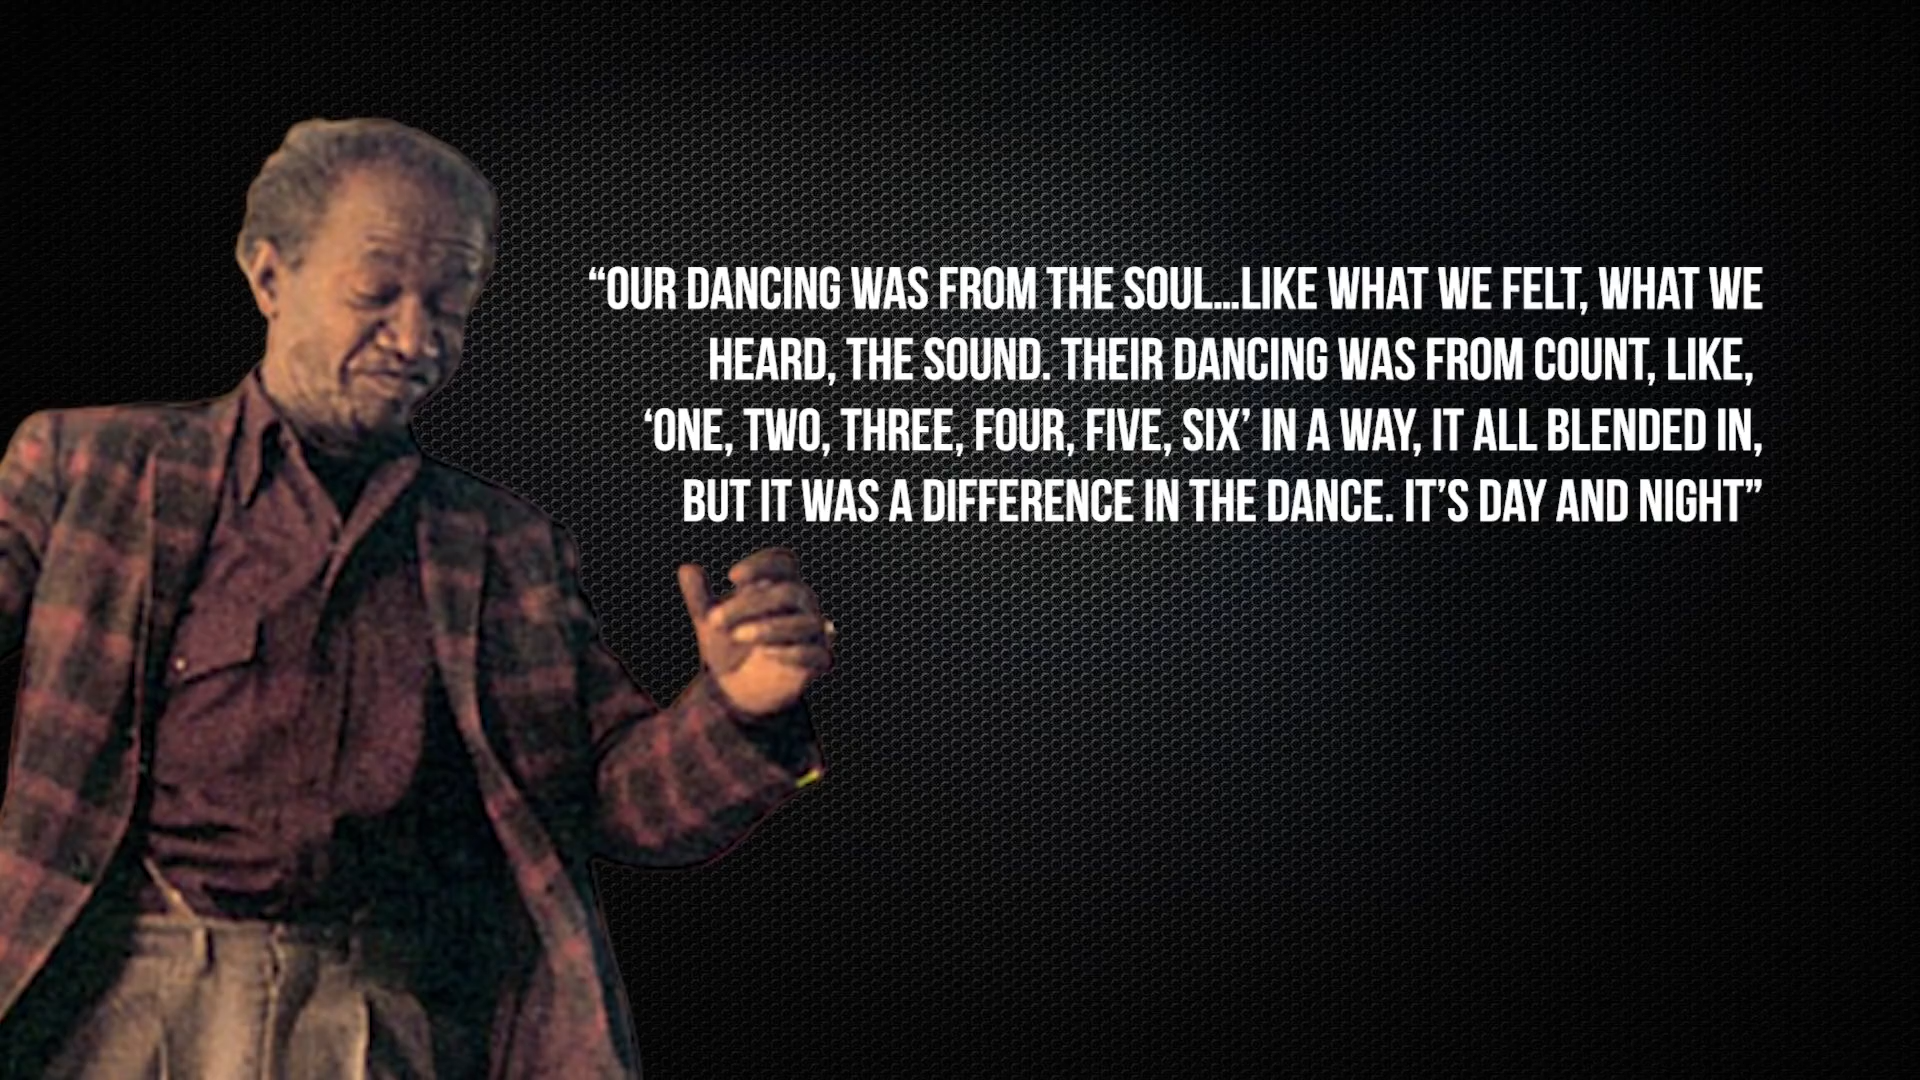 “OUR DANCING WAS FROM THE SOUL...LIKE WHAT WE FELT, WHAT WE
HEARD, THE SOUND. THEIR DANCING WAS FROM COUNT, LIKE,
‘ONE, TWO, THREE, FOUR, FIVE, SIX’ IN A WAY, IT ALL BLENDED IN,
BUT IT WAS A DIFFERENCE IN THE DANCE. IT’S DAY AND NIGHT”